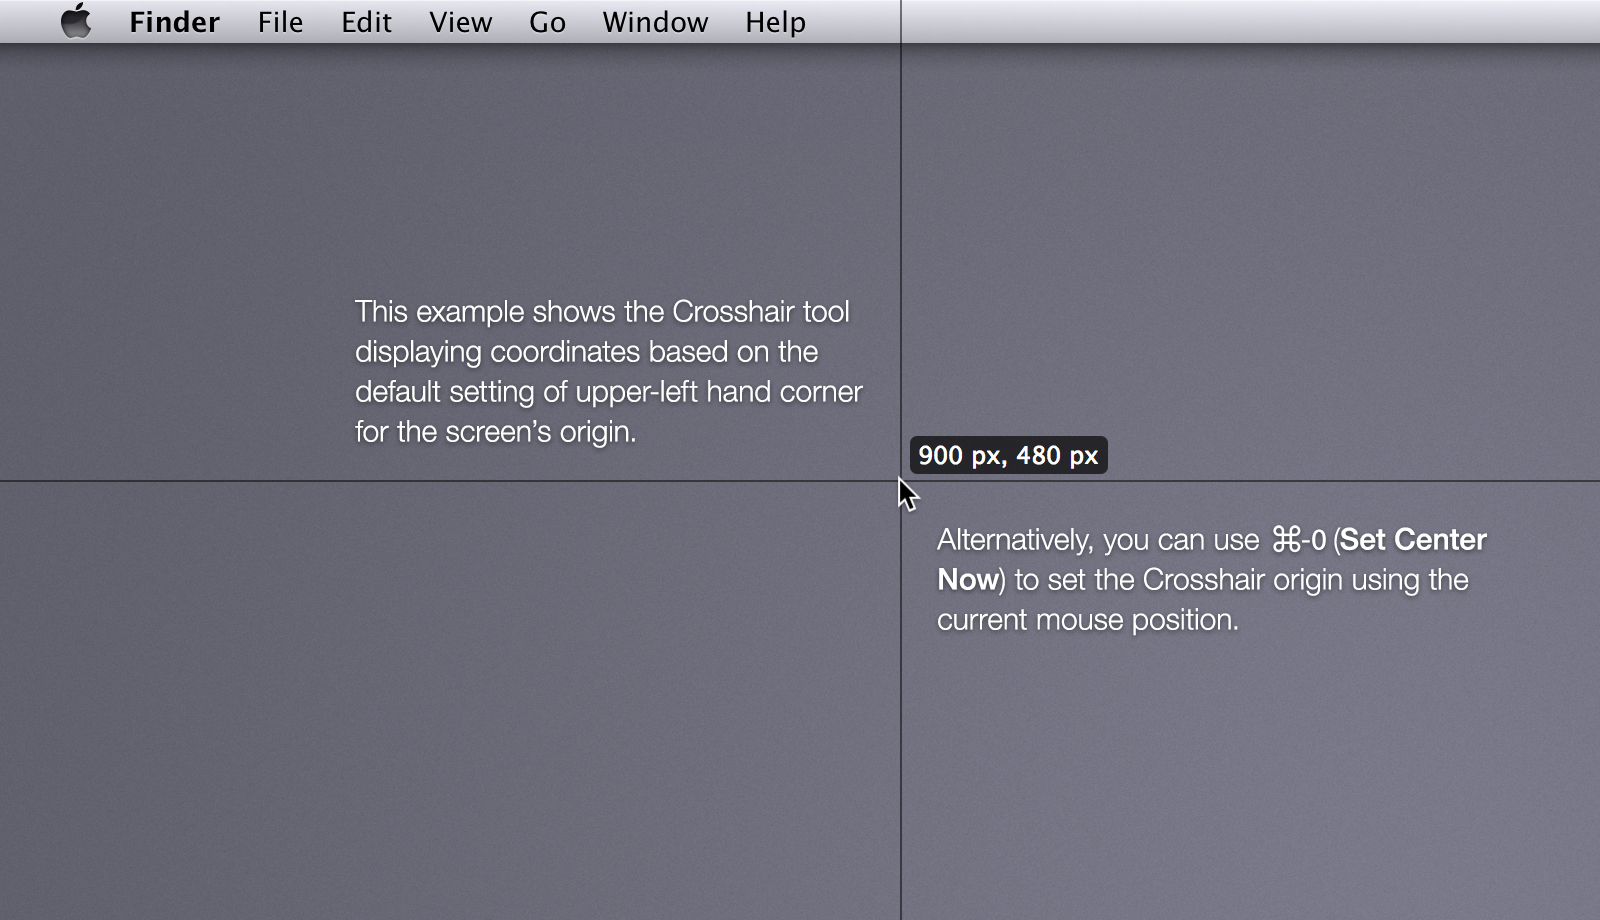 Finder File Edit View Go Window Help
This example shows the Crosshair tool
displaying coordinates based on the
default setting of upper-left hand corner
for the screen’s origin.
900 px, 480 px
Alternatively, you can use ⌘-0 (Set Center
Now) to set the Crosshair origin using the
current mouse position.